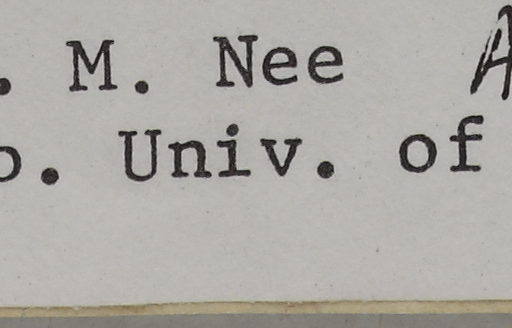 . M. Nee A
o. Univ. of